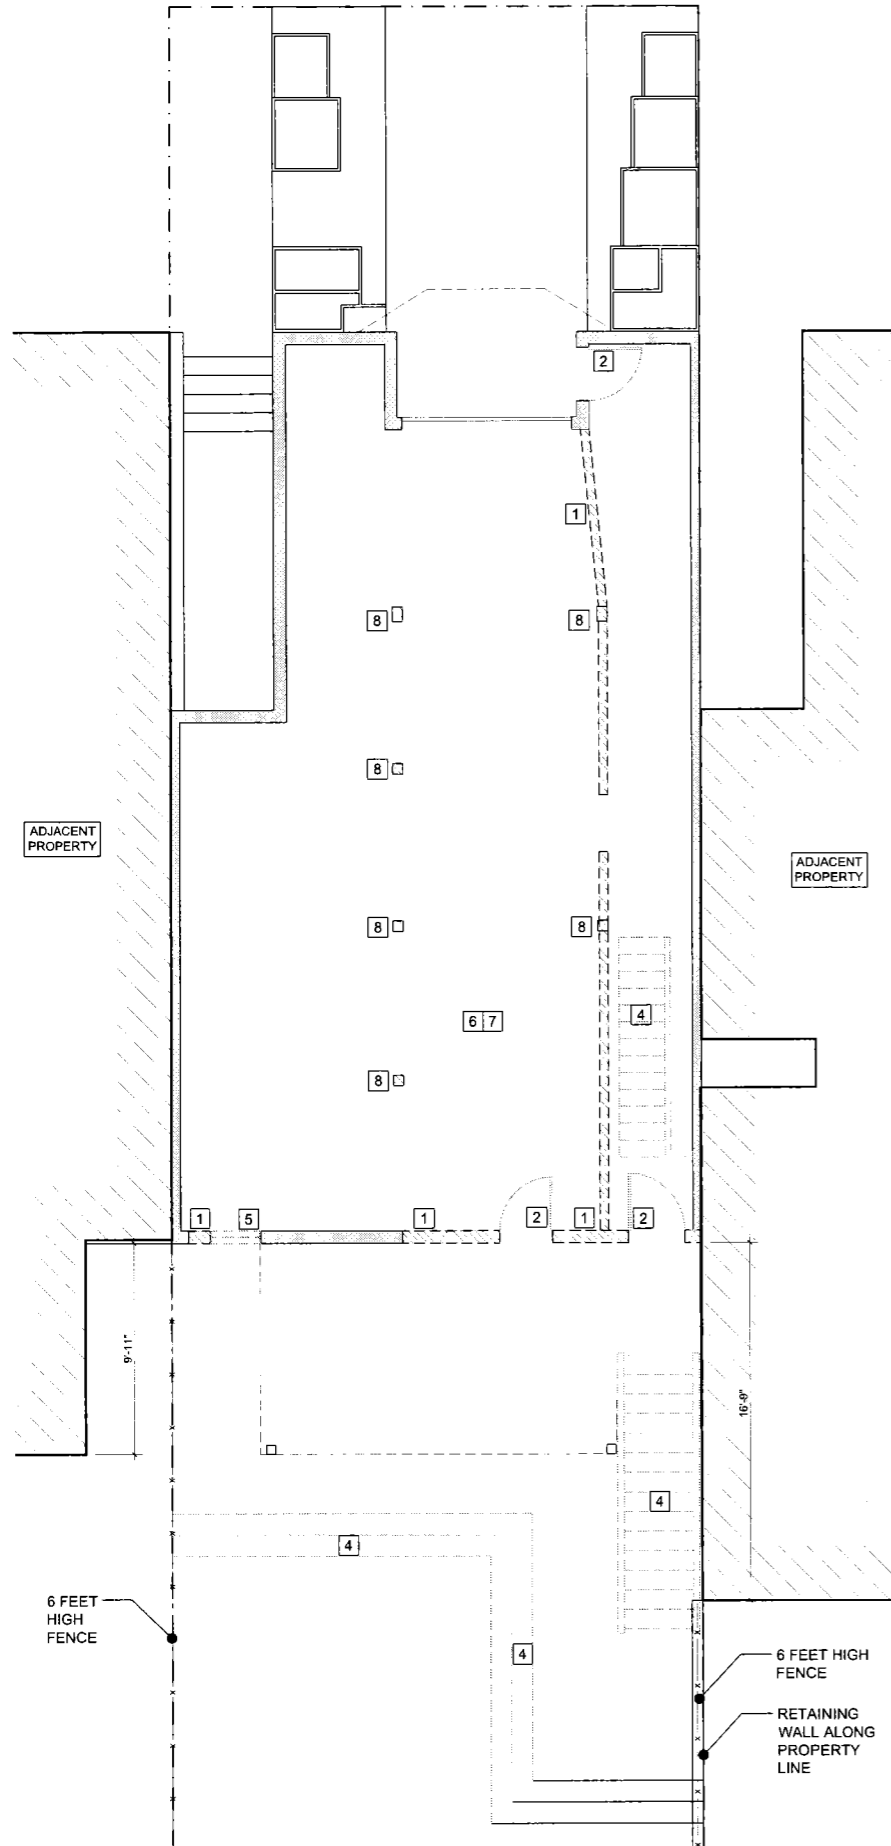 2
1
8
8
8
ADJACENT
PROPERTY
ADJACENT
PROPERTY
8
8
4
6 7
8
1
5
1
2
1
2
9'-11"
16'-9"
4
4
6 FEET
HIGH
FENCE
4
6 FEET HIGH
FENCE
RETAINING
WALL ALONG
PROPERTY
LINE